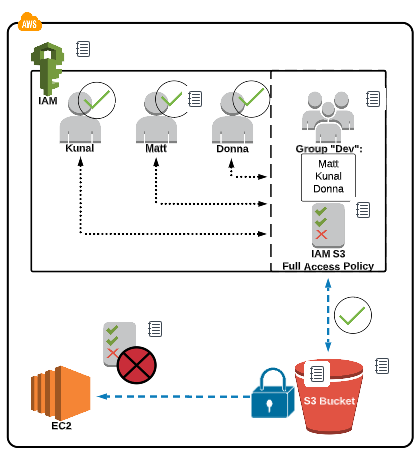 AWS
IAM
Kunal
Matt
Donna
Group "Dev":
Matt
Kunal
Donna
IAM S3
Full Access Policy
S3 Bucket
EC2